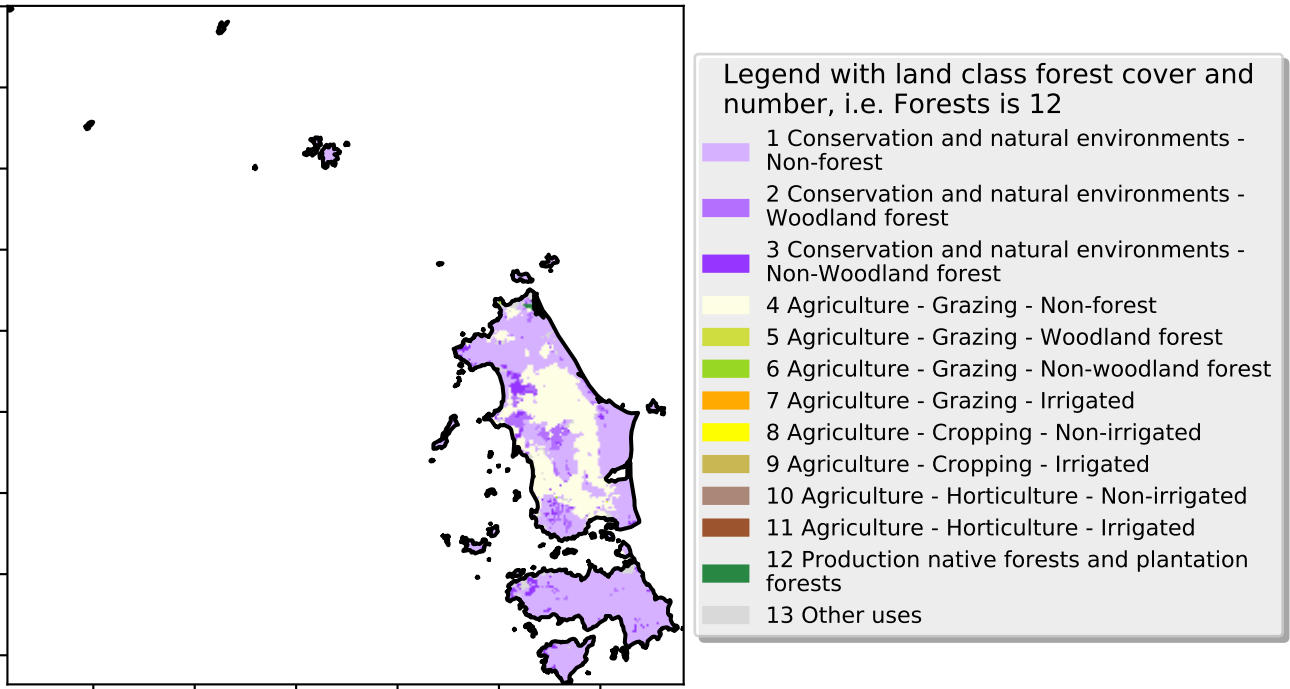 Legend with land class forest cover and
number, i.e. Forests is 12
1 Conservation and natural environments -
Non-forest
2 Conservation and natural environments -
Woodland forest
3 Conservation and natural environments -
Non-Woodland forest
4 Agriculture - Grazing - Non-forest
5 Agriculture - Grazing - Woodland forest
6 Agriculture - Grazing - Non-woodland forest
7 Agriculture - Grazing - Irrigated
8 Agriculture - Cropping - Non-irrigated
9 Agriculture - Cropping - Irrigated
10 Agriculture - Horticulture - Non-irrigated
11 Agriculture - Horticulture - Irrigated
12 Production native forests and plantation
forests
13 Other uses